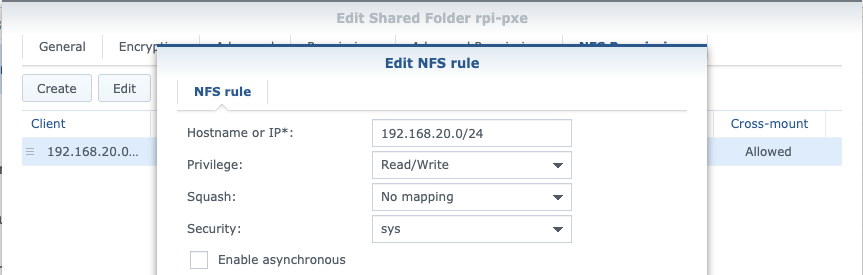 Edit Shared Folder rpi-pxe
General
Edit NFS rule
Create Edit
NFS rule
Client
Cross-mount
Hostname or IP*: 192.168.20.0/24
192.168.20.0...
Allowed
Privilege: Read/Write
Squash: No mapping
Security: sys
Enable asynchronous